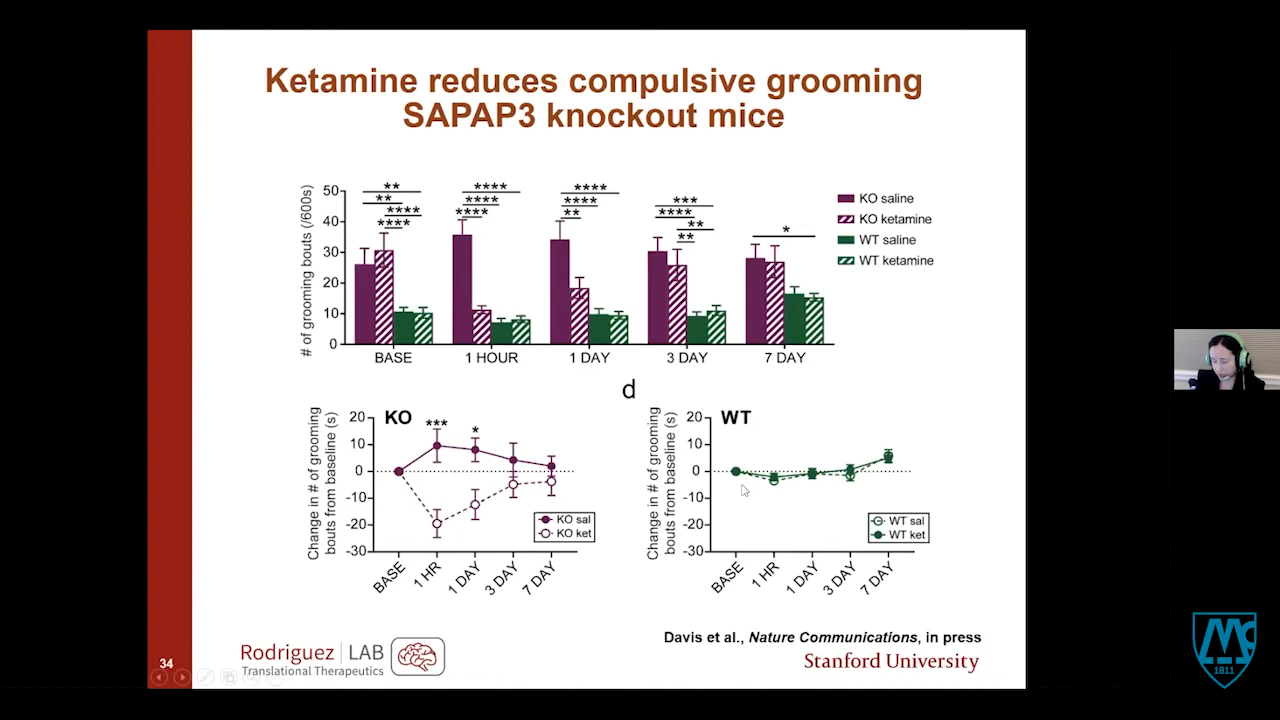 Ketamine reduces compulsive grooming
SAPAP3 knockout mice
# of grooming bouts (/600s)
50
40
30
20
10
0
** ** **** ****
**** **** ****
**** **** **
*** **** ** **
*
BASE 1 HOUR 1 DAY 3 DAY 7 DAY
KO saline
KO ketamine
WT saline
WT ketamine
d
Change in # of grooming
bouts from baseline (s)
20
10
0
-10
-20
-30
KO
***
*
KO sal
KO ket
BASE 1 HR 1 DAY 3 DAY 7 DAY
Change in # of grooming
bouts from baseline (s)
20
10
0
-10
-20
-30
WT
WT sal
WT ket
BASE 1 HR 1 DAY 3 DAY 7 DAY
Davis et al., Nature Communications, in press
34
Rodriguez | LAB
Translational Therapeutics
Stanford University
MGH
1811